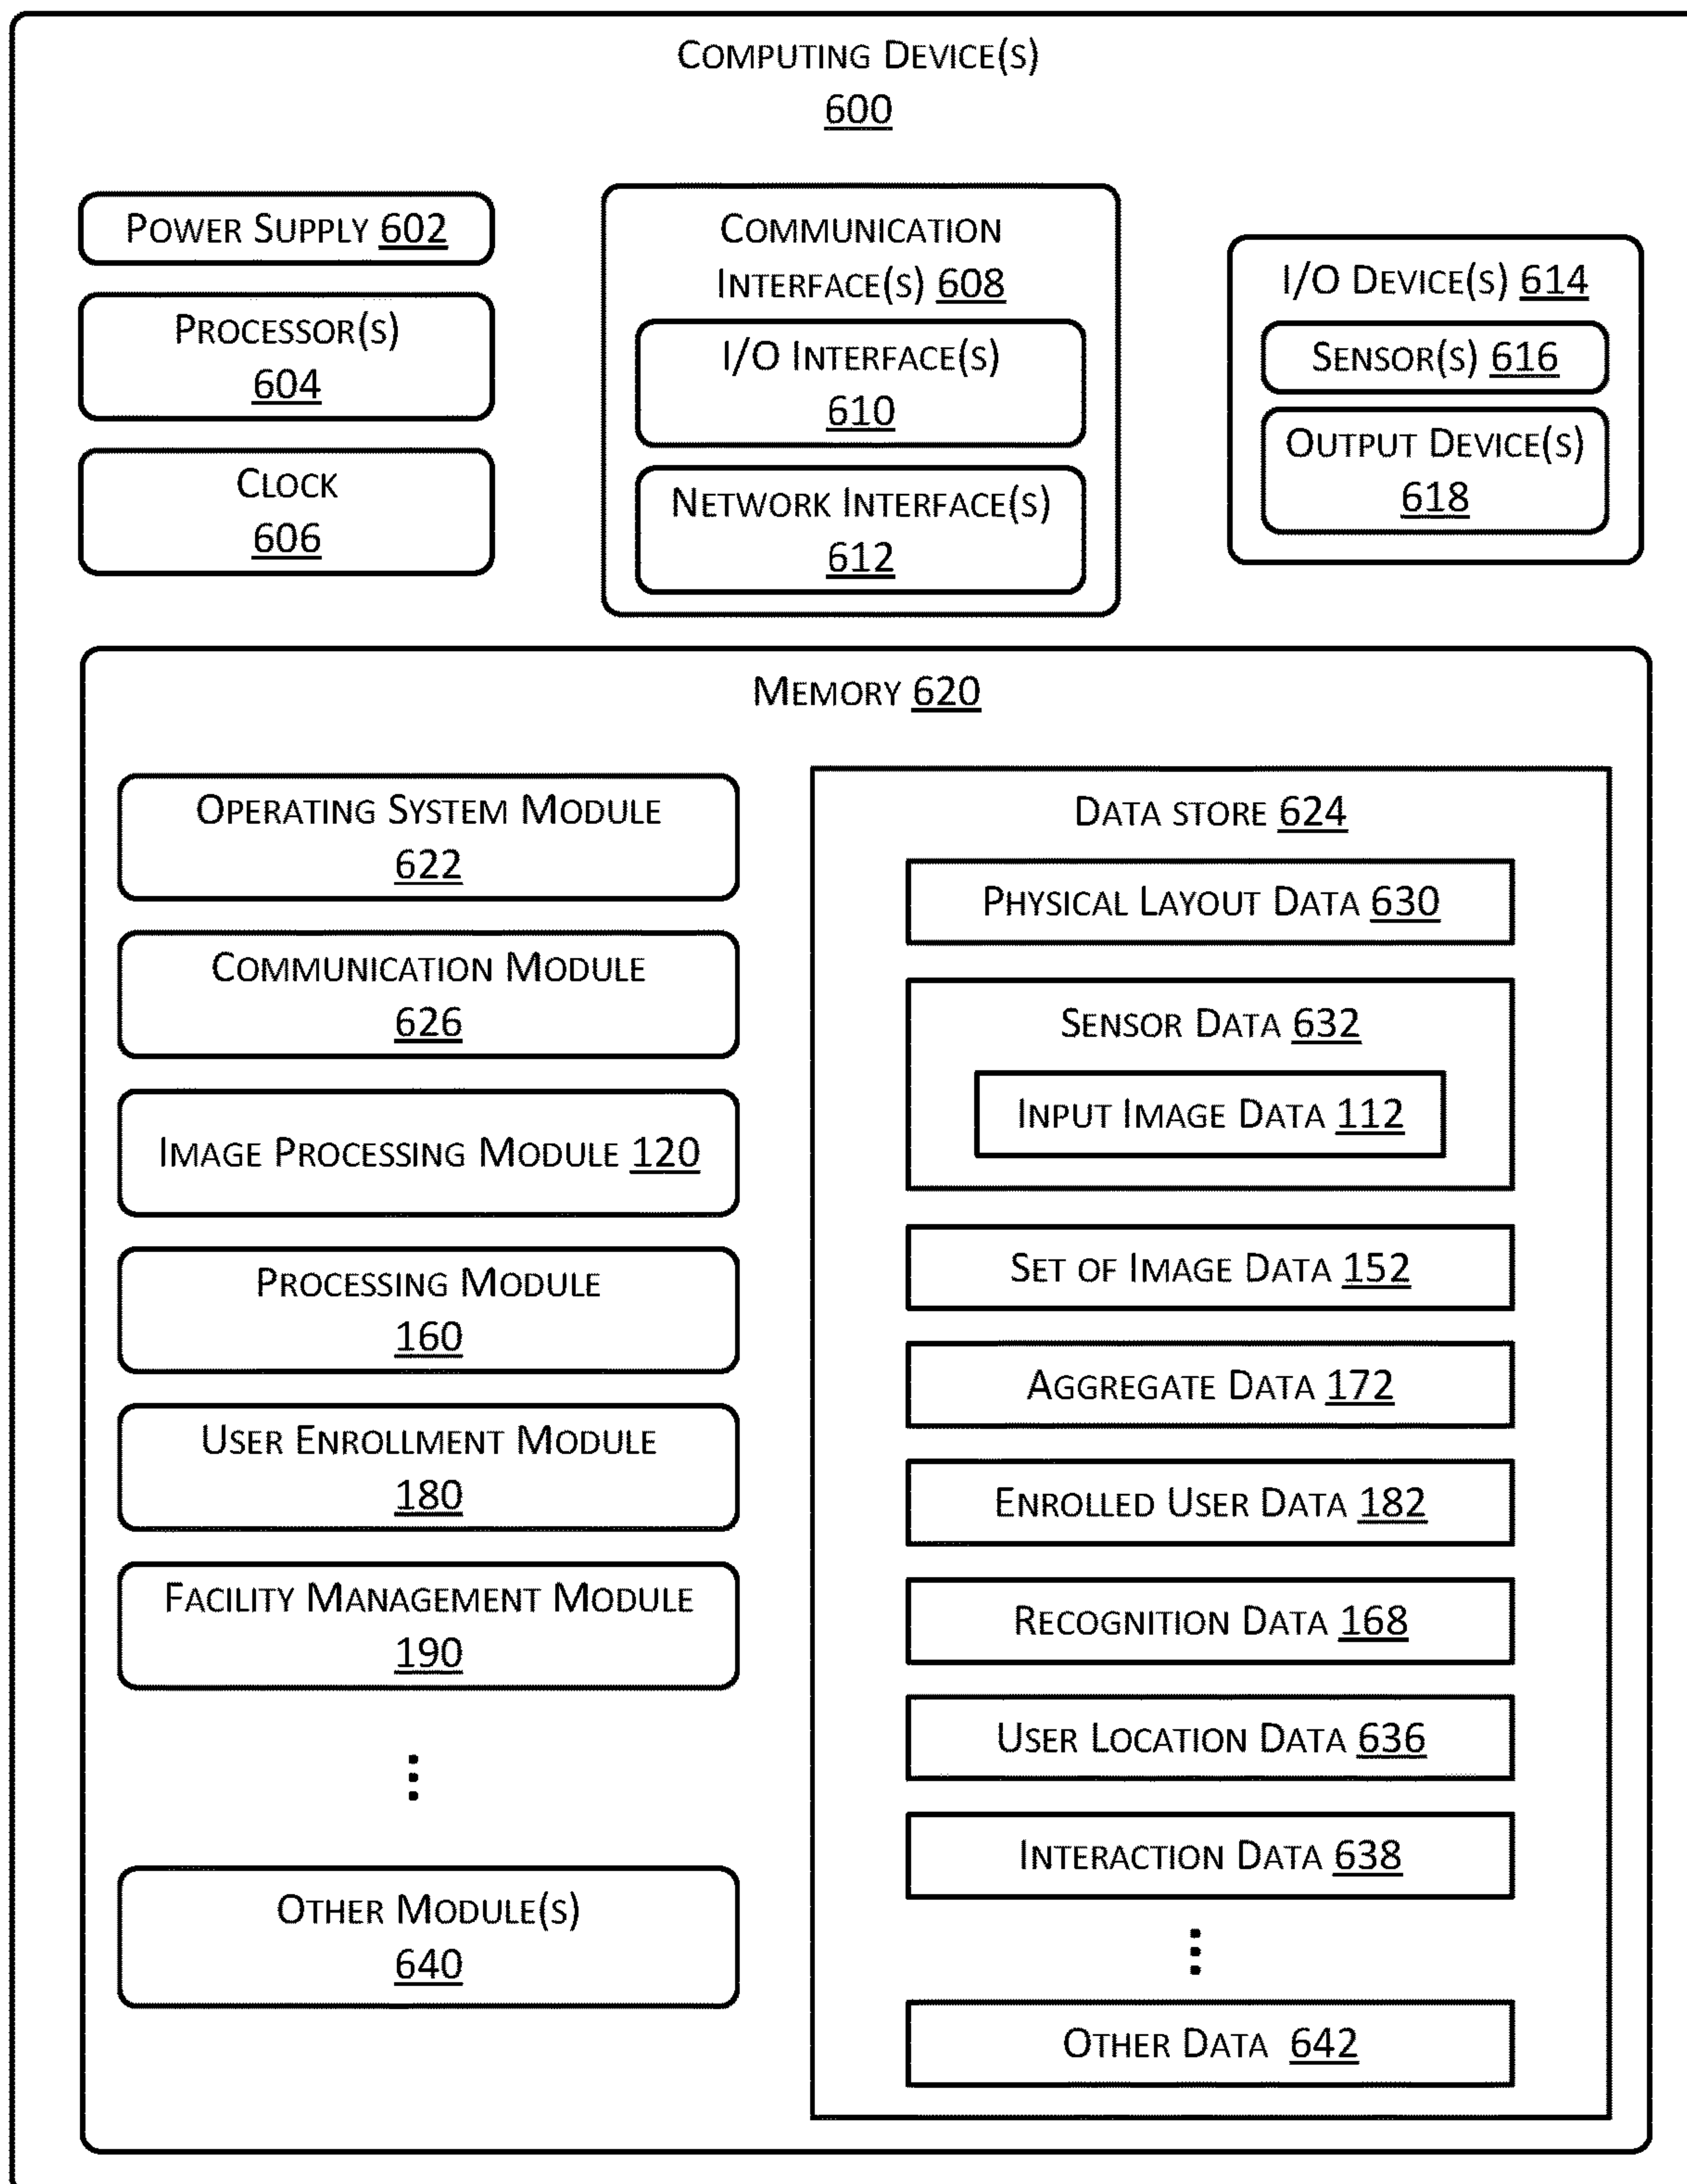 COMPUTING DEVICE(S)
600
POWER SUPPLY 602
PROCESSOR(S)
604
CLOCK
606
COMMUNICATION
INTERFACE(S) 608
I/O INTERFACE(S)
610
NETWORK INTERFACE(S)
612
I/O DEVICE(S) 614
SENSOR(S) 616
OUTPUT DEVICE(S)
618
MEMORY 620
OPERATING SYSTEM MODULE
622
COMMUNICATION MODULE
626
IMAGE PROCESSING MODULE 120
PROCESSING MODULE
160
USER ENROLLMENT MODULE
180
FACILITY MANAGEMENT MODULE
190
OTHER MODULE(S)
640
DATA STORE 624
PHYSICAL LAYOUT DATA 630
SENSOR DATA 632
INPUT IMAGE DATA 112
SET OF IMAGE DATA 152
AGGREGATE DATA 172
ENROLLED USER DATA 182
RECOGNITION DATA 168
USER LOCATION DATA 636
INTERACTION DATA 638
OTHER DATA 642